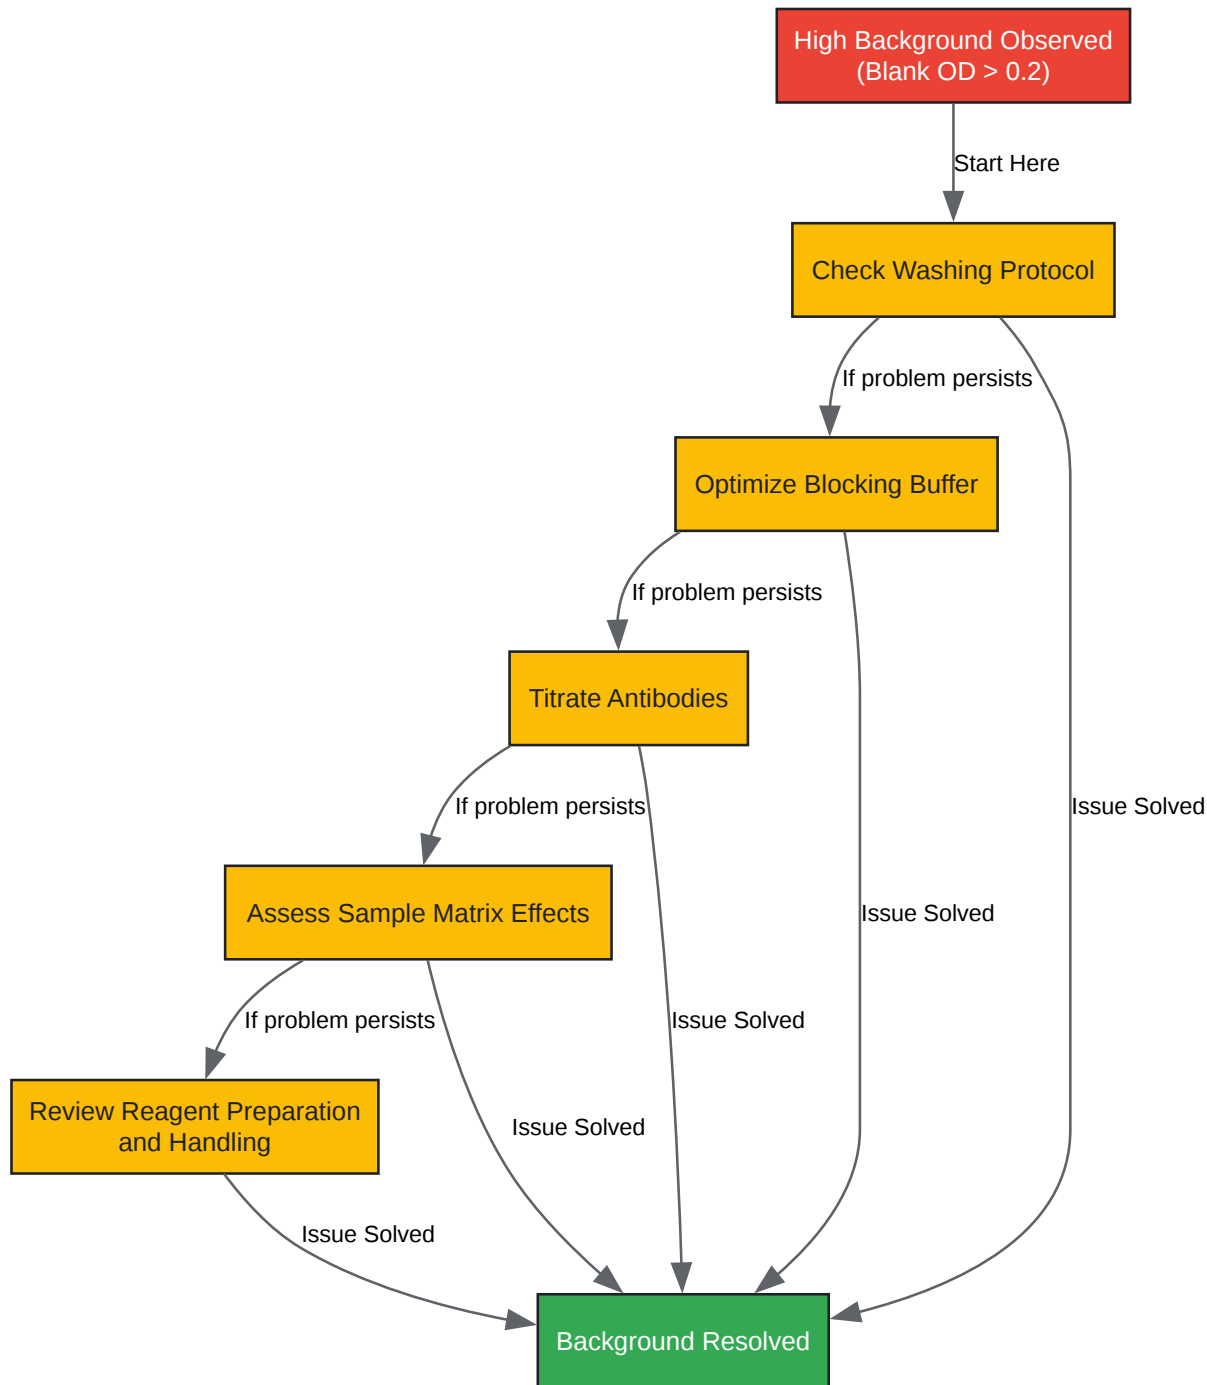 High Background Observed
(Blank OD > 0.2)
Start Here
Check Washing Protocol
If problem persists
Optimize Blocking Buffer
If problem persists
Titrate Antibodies
If problem persists
Issue Solved
Assess Sample Matrix Effects
Issue Solved
If problem persists
Issue Solved
Review Reagent Preparation
and Handling
Issue Solved
Issue Solved
Background Resolved